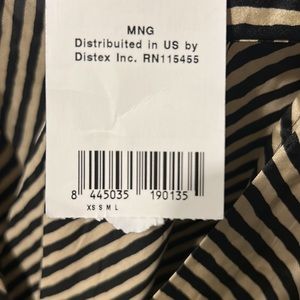 MNG
Distribuited in US by
Distex Inc. RN115455
8 445035 190135
XS S M L